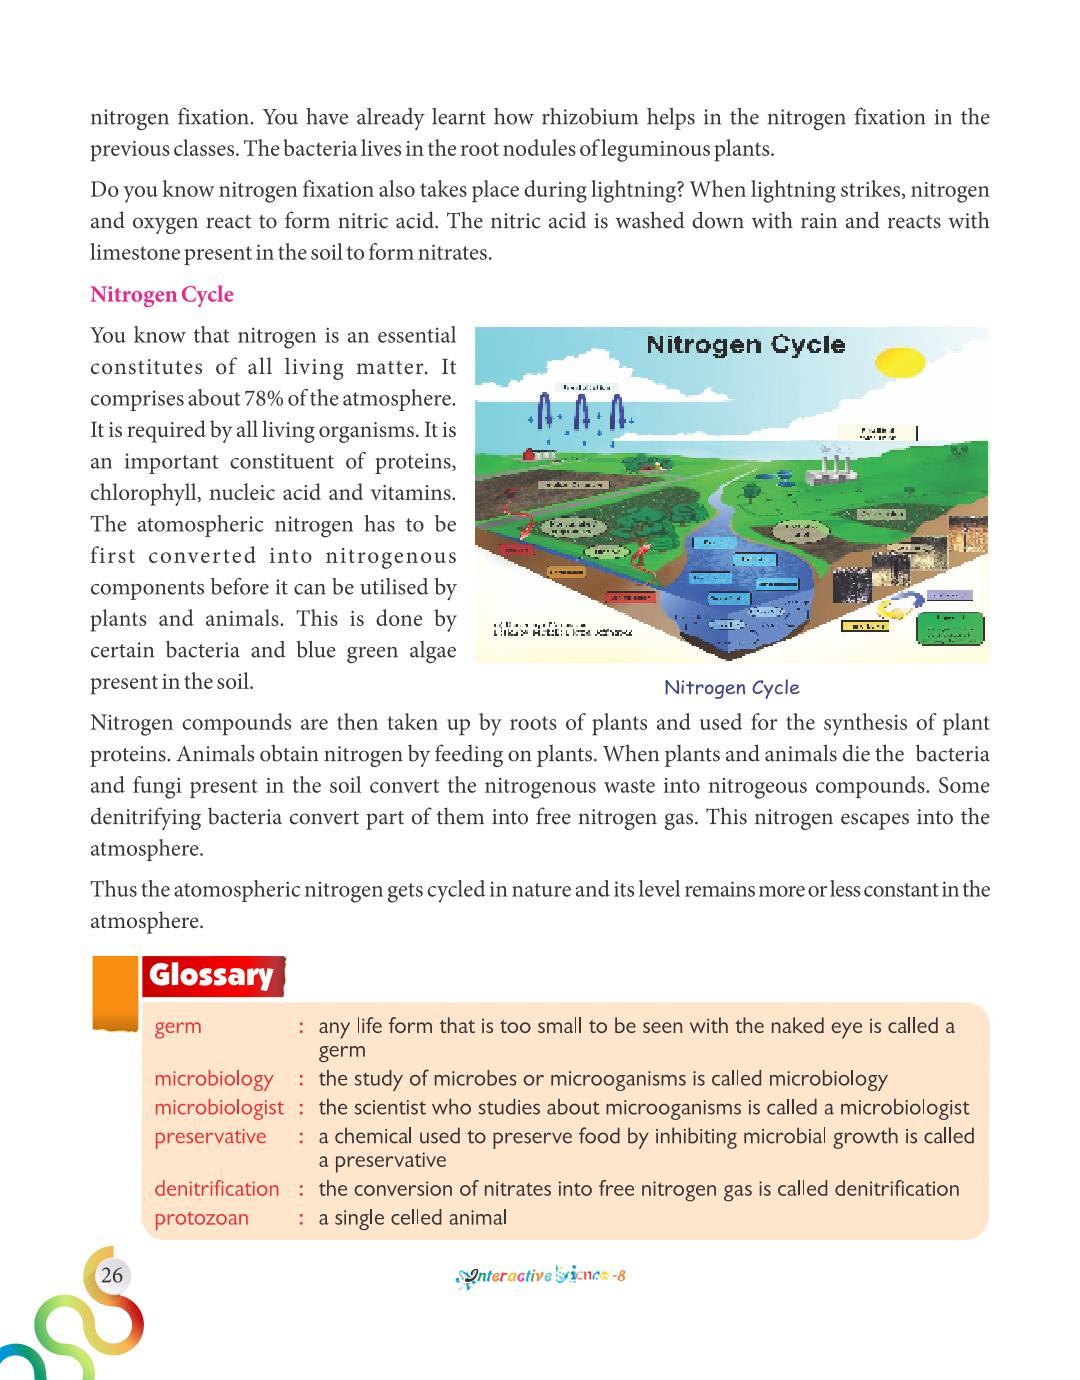 nitrogen fixation. You have already learnt how rhizobium helps in the nitrogen fixation in the
previous classes. The bacteria lives in the root nodules of leguminous plants.
Do you know nitrogen fixation also takes place during lightning? When lightning strikes, nitrogen
and oxygen react to form nitric acid. The nitric acid is washed down with rain and reacts with
limestone present in the soil to form nitrates.
Nitrogen Cycle
You know that nitrogen is an essential
constitutes of all living matter. It
comprises about 78% of the atmosphere.
It is required by all living organisms. It is
an important constituent of proteins,
chlorophyll, nucleic acid and vitamins.
The atomospheric nitrogen has to be
first converted into nitrogenous
components before it can be utilised by
plants and animals. This is done by
certain bacteria and blue green algae
present in the soil.
Nitrogen Cycle
Nitrogen Cycle
Nitrogen compounds are then taken up by roots of plants and used for the synthesis of plant
proteins. Animals obtain nitrogen by feeding on plants. When plants and animals die the bacteria
and fungi present in the soil convert the nitrogenous waste into nitrogeous compounds. Some
denitrifying bacteria convert part of them into free nitrogen gas. This nitrogen escapes into the
atmosphere.
Thus the atomospheric nitrogen gets cycled in nature and its level remains more or less constant in the
atmosphere.
Glossary
germ : any life form that is too small to be seen with the naked eye is called a
germ
microbiology : the study of microbes or microoganisms is called microbiology
microbiologist : the scientist who studies about microoganisms is called a microbiologist
preservative : a chemical used to preserve food by inhibiting microbial growth is called
a preservative
denitrification : the conversion of nitrates into free nitrogen gas is called denitrification
protozoan : a single celled animal
26
Interactive Science-8